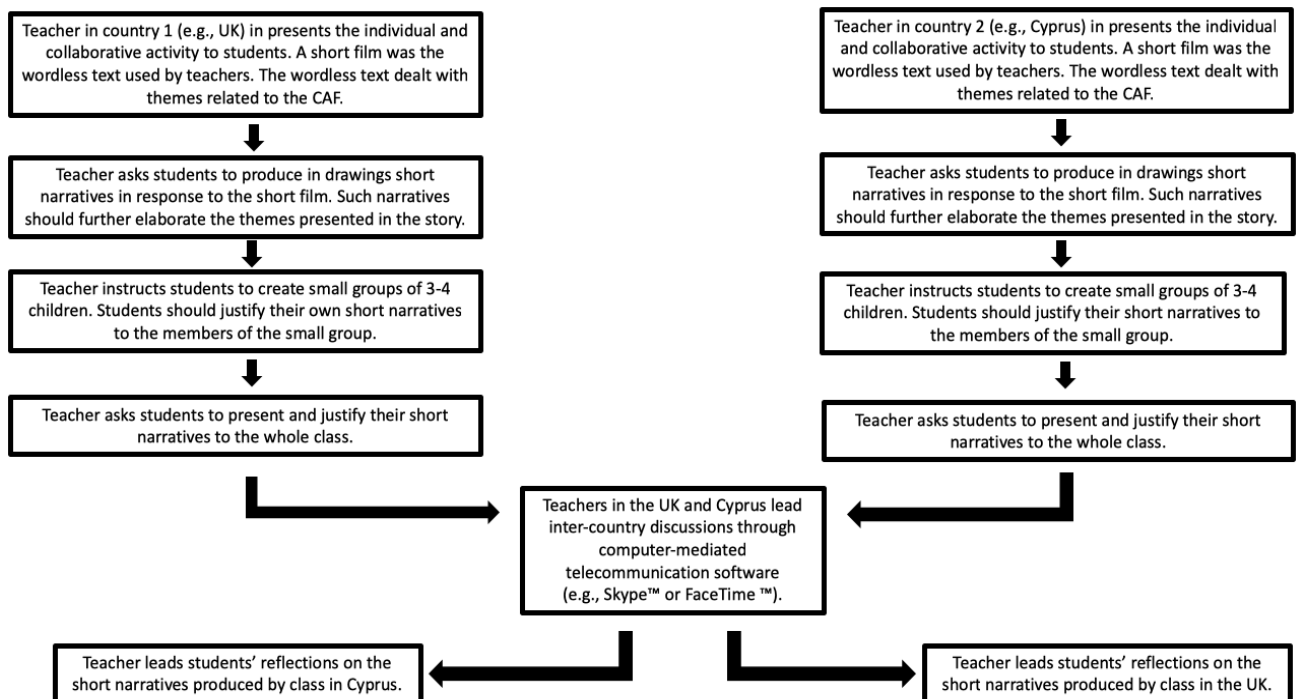 Teacher in country 1 (e.g., UK) in presents the individual and
collaborative activity to students. A short film was the
wordless text used by teachers. The wordless text dealt with
themes related to the CAF.
Teacher asks students to produce in drawings short
narratives in response to the short film. Such narratives
should further elaborate the themes presented in the story.
Teacher instructs students to create small groups of 3-4
children. Students should justify their own short narratives
to the members of the small group.
Teacher asks students to present and justify their short
narratives to the whole class.
Teacher in country 2 (e.g., Cyprus) in presents the individual
and collaborative activity to students. A short film was the
wordless text used by teachers. The wordless text dealt with
themes related to the CAF.
Teacher asks students to produce in drawings short
narratives in response to the short film. Such narratives
should further elaborate the themes presented in the story.
Teacher instructs students to create small groups of 3-4
children. Students should justify their short narratives to
the members of the small group.
Teacher asks students to present and justify their short
narratives to the whole class.
Teachers in the UK and Cyprus lead
inter-country discussions through
computer-mediated
telecommunication software
(e.g., Skype™ or FaceTime ™).
Teacher leads students’ reflections on the
short narratives produced by class in Cyprus.
Teacher leads students’ reflections on the
short narratives produced by class in the UK.